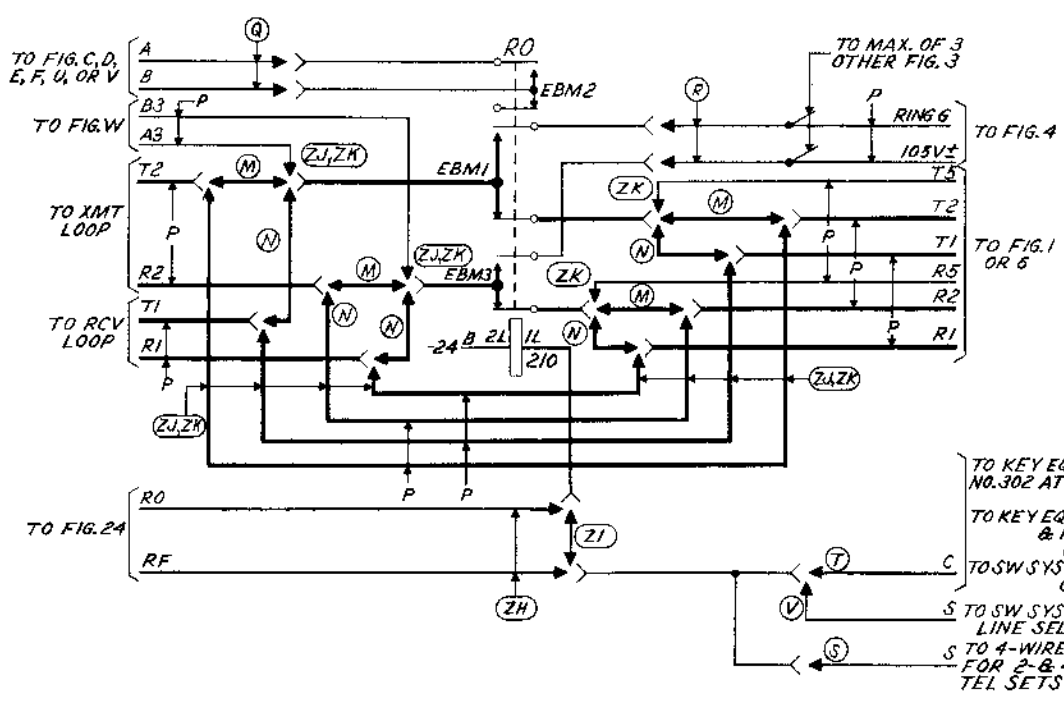 TO FIG. C, D,
E, F, U, OR V
A
B
Q
RO
EBM2
TO MAX. OF 3
OTHER FIG. 3
R
P
RING 6
105V±
TO FIG. 4
TO FIG. W
B3
A3
P
ZJ, ZK
TO XMT
LOOP
T2
R2
P
M
N
EBM1
ZJ, ZK
M
N
N
EBM3
TO RCV
LOOP
T1
R1
P
ZJ, ZK
ZK
M
N
P
P
P
T5
T2
T1
R5
R2
R1
TO FIG. 1
OR 6
ZK
M
N
-24 B 2L 1L
210
ZJ, ZK
P
P
TO FIG. 24
RO
RF
ZH
ZI
TO KEY EQ
NO. 302 AT
TO KEY EQ
&
T
C
TO SW SYS
V
S
TO SW SYS
LINE SEL
S
S
TO 4-WIRE
FOR 2-&
TEL SETS